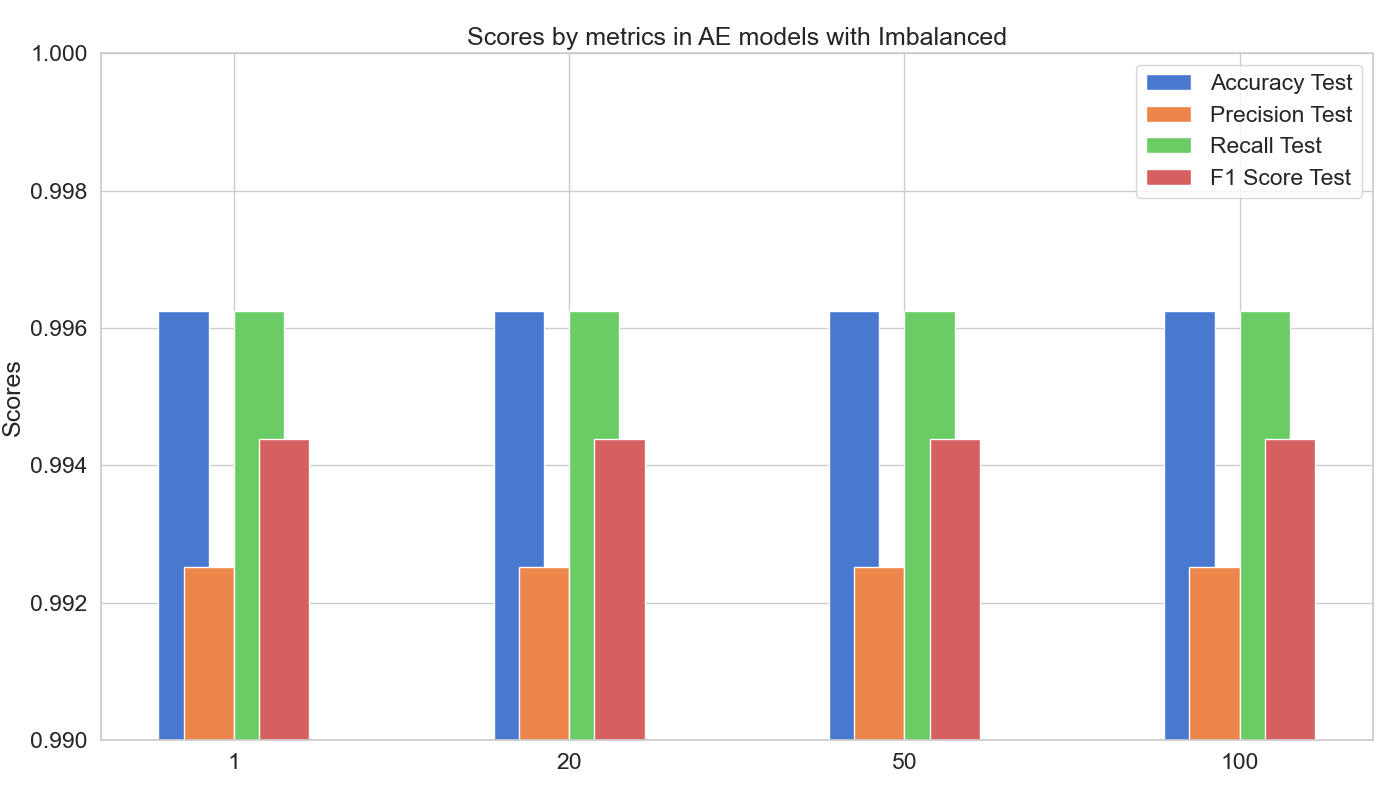 Scores by metrics in AE models with Imbalanced
1.000
0.998
0.996
0.994
0.992
0.990
Scores
Accuracy Test
Precision Test
Recall Test
F1 Score Test
1
20
50
100